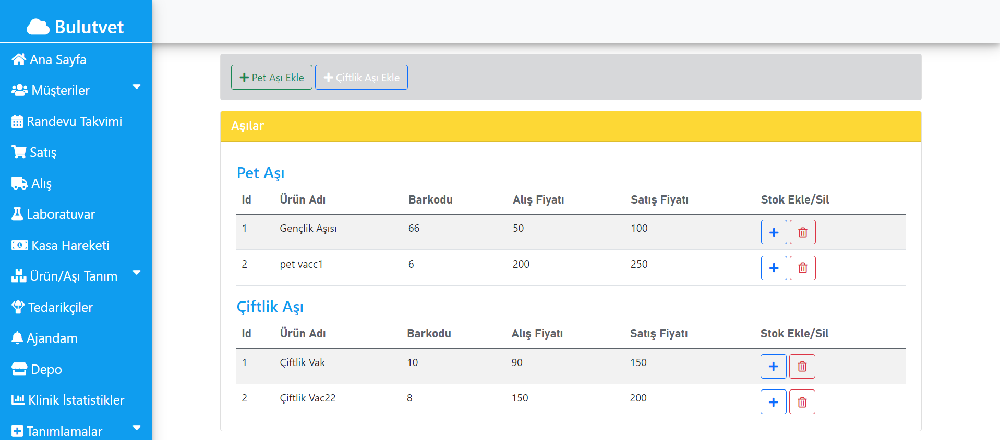 Bulutvet
Ana Sayfa
Müşteriler
Randevu Takvimi
Satış
Alış
Laboratuvar
Kasa Hareketi
Ürün/Aşı Tanım
Tedarikçiler
Ajandam
Depo
Klinik İstatistikler
Tanımlamalar
Pet Aşı Ekle Çiftlik Aşı Ekle
Aşılar
Pet Aşı
Id Ürün Adı Barkodu Alış Fiyatı Satış Fiyatı Stok Ekle/Sil
1 Gençlik Aşısı 66 50 100
2 pet vacc1 6 200 250
Çiftlik Aşı
Id Ürün Adı Barkodu Alış Fiyatı Satış Fiyatı Stok Ekle/Sil
1 Çiftlik Vak 10 90 150
2 Çiftlik Vac22 8 150 200